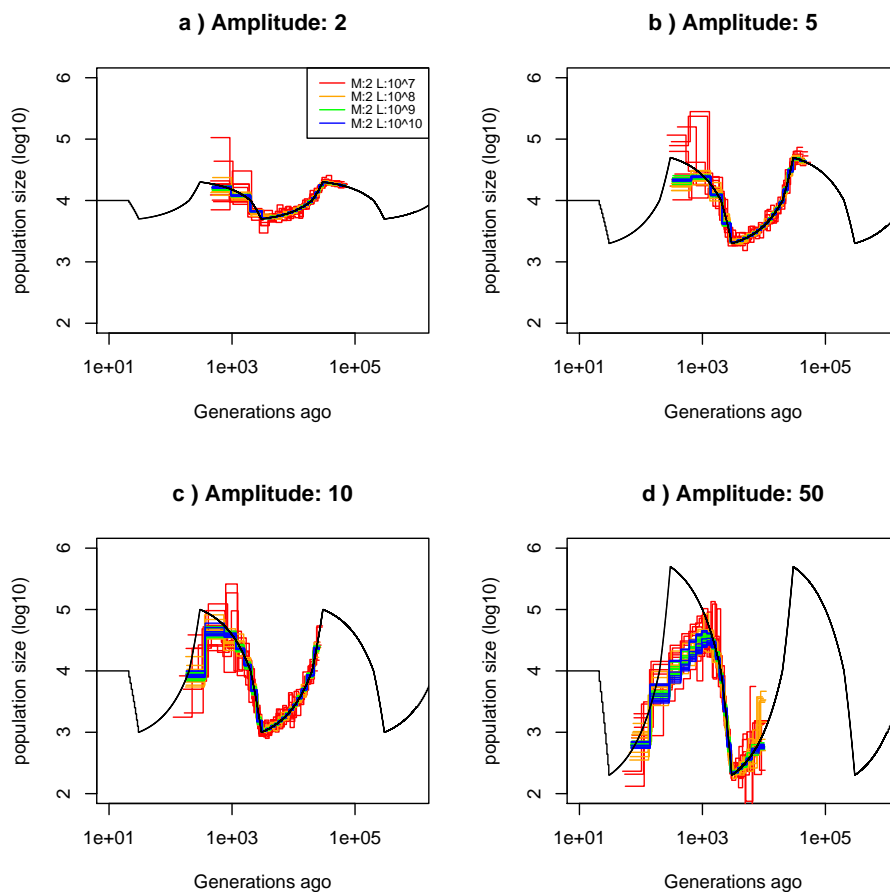 a ) Amplitude: 2
population size (log10)
6
5
4
3
2
M:2 L:10^7
M:2 L:10^8
M:2 L:10^9
M:2 L:10^10
1e+01 1e+03 1e+05
Generations ago
b ) Amplitude: 5
population size (log10)
6
5
4
3
2
1e+01 1e+03 1e+05
Generations ago
c ) Amplitude: 10
population size (log10)
6
5
4
3
2
1e+01 1e+03 1e+05
Generations ago
d ) Amplitude: 50
population size (log10)
6
5
4
3
2
1e+01 1e+03 1e+05
Generations ago